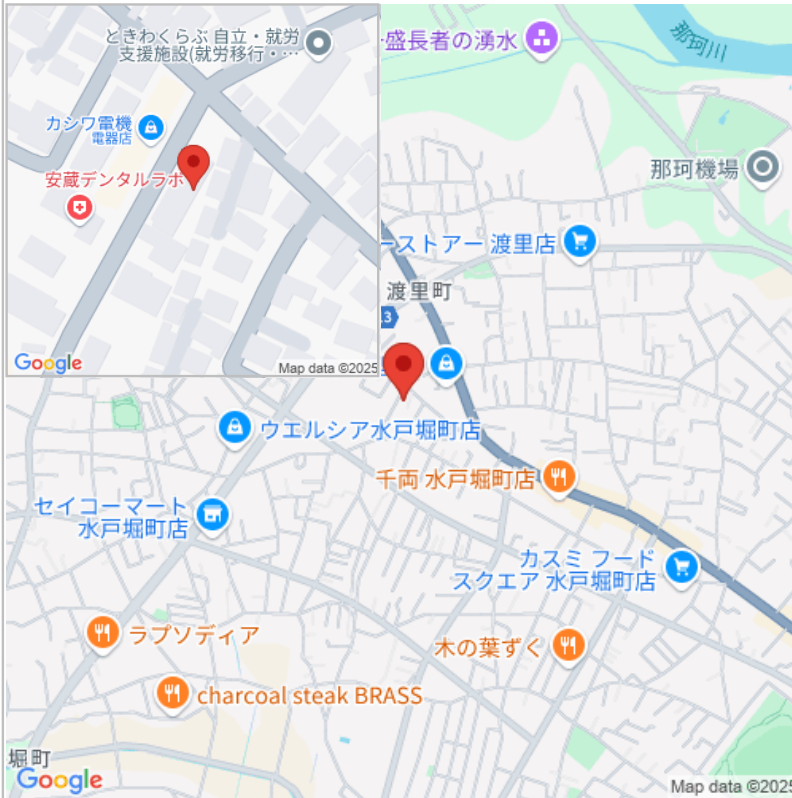 ときわくらぶ 自立・就労
支援施設(就労移行・…
カシワ電機
電器店
安蔵デンタルラボ
Google
Map data ©2025
盛長者の湧水
那珂川
那珂機場
ーストアー 渡里店
渡里町
3
ウエルシア水戸堀町店
千両 水戸堀町店
セイコーマート
水戸堀町店
カスミ フード
スクエア 水戸堀町店
ラプソディア
木の葉ずく
charcoal steak BRASS
堀町
Google
Map data ©2025